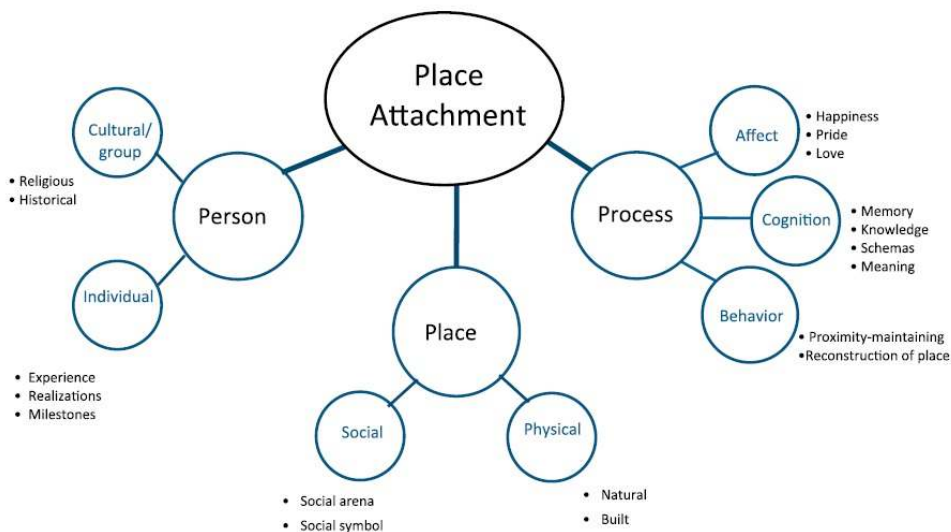 Place
Attachment
Cultural/
group
• Religious
• Historical
Person
Individual
• Experience
• Realizations
• Milestones
Place
Social
• Social arena
• Social symbol
Physical
• Natural
• Built
Process
Affect
• Happiness
• Pride
• Love
Cognition
• Memory
• Knowledge
• Schemas
• Meaning
Behavior
• Proximity-maintaining
•Reconstruction of place